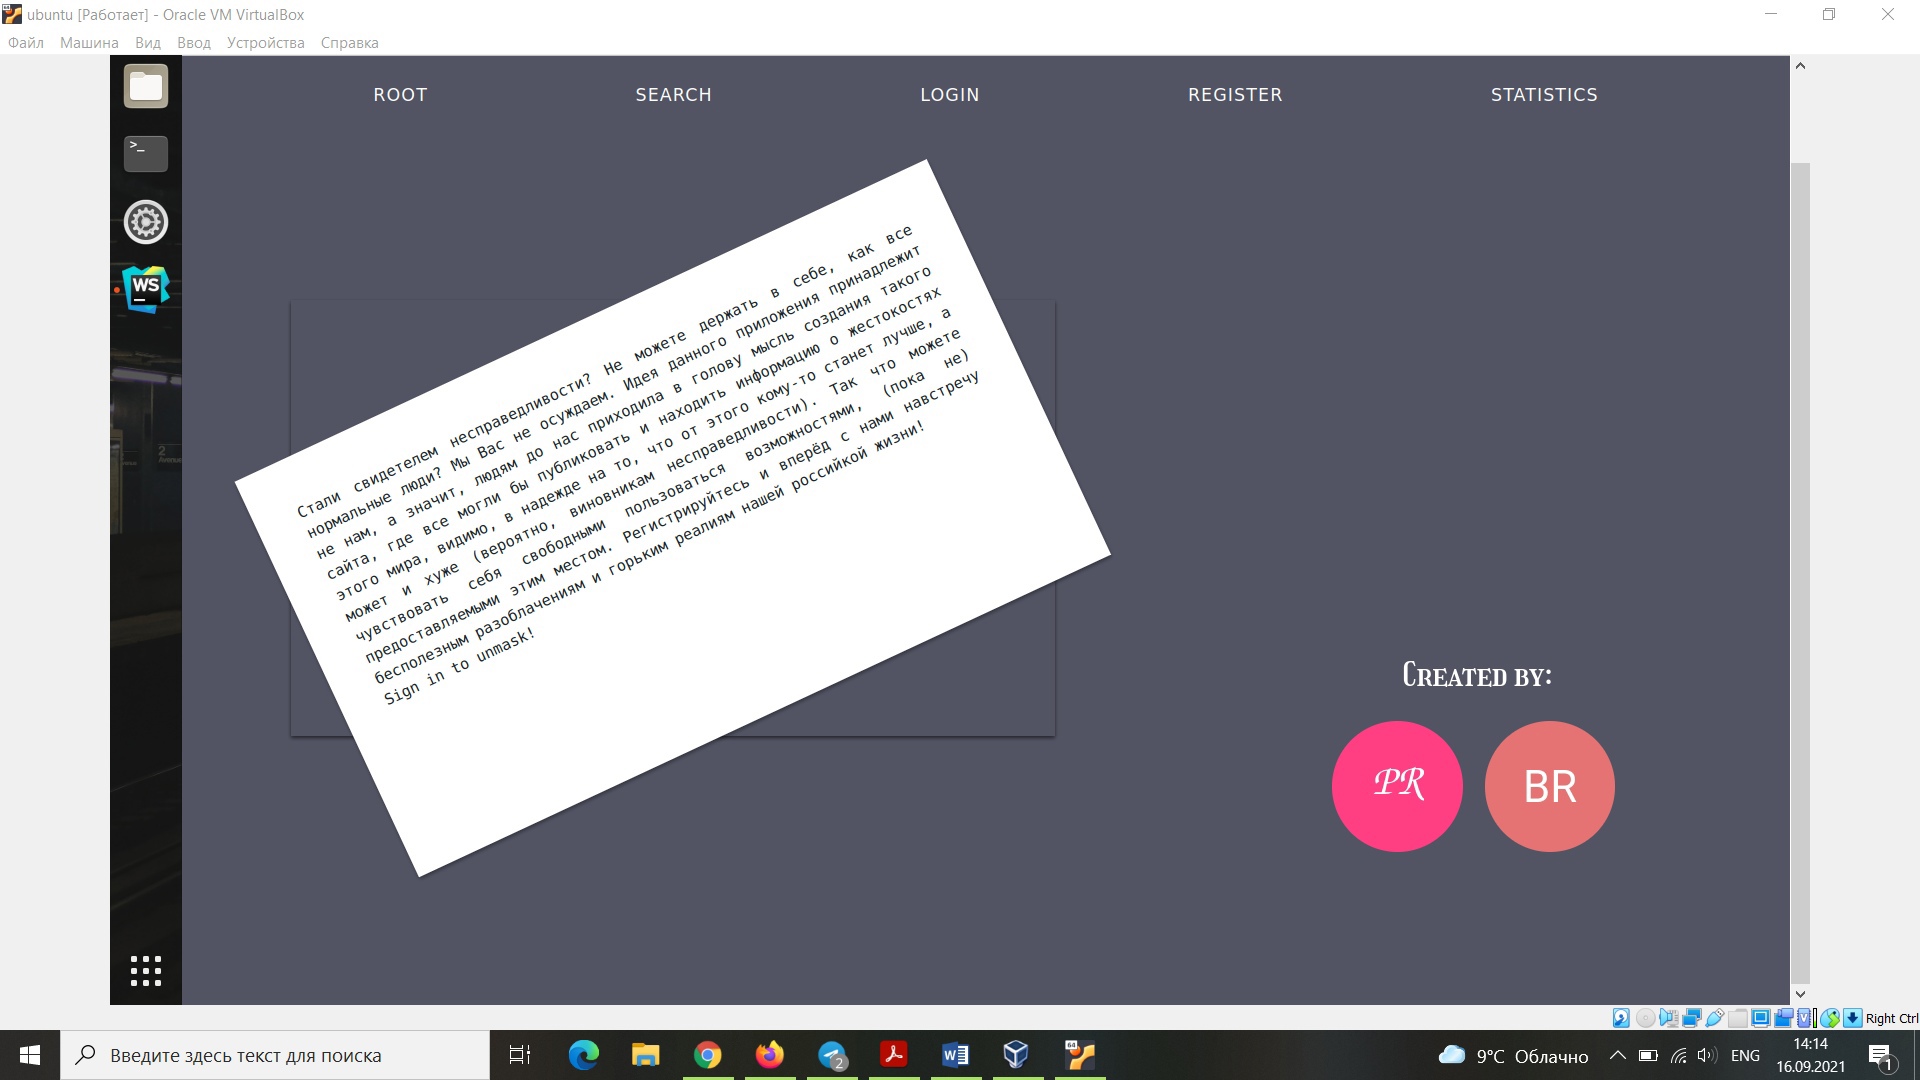 ubuntu [Работает] - Oracle VM VirtualBox
Файл Машина Вид Ввод Устройства Справка
ROOT SEARCH LOGIN REGISTER STATISTICS
>_
WS
Стали свидетелем несправедливости? Не можете держать в себе, как все
нормальные люди? Мы Вас не осуждаем. Идея данного приложения принадлежит
не нам, а значит, людям до нас приходила в голову мысль создания такого
сайта, где все могли бы публиковать и находить информацию о жестокостях
этого мира, видимо, в надежде на то, что от этого кому-то станет лучше, а
может и хуже (вероятно, виновникам несправедливости). Так что можете
чувствовать себя свободными пользоваться возможностями, (пока не)
предоставляемыми этим местом. Регистрируйтесь и вперёд с нами навстречу
бесполезным разоблачениям и горьким реалиям нашей российкой жизни!
Sign in to unmask!
Created by:
PR BR
Right Ctrl
Введите здесь текст для поиска
2
64
9°C Облачно
ENG
14:14
16.09.2021
1